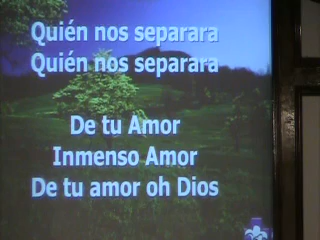 Quién nos separara
Quién nos separara
De tu Amor
Inmenso Amor
De tu amor oh Dios